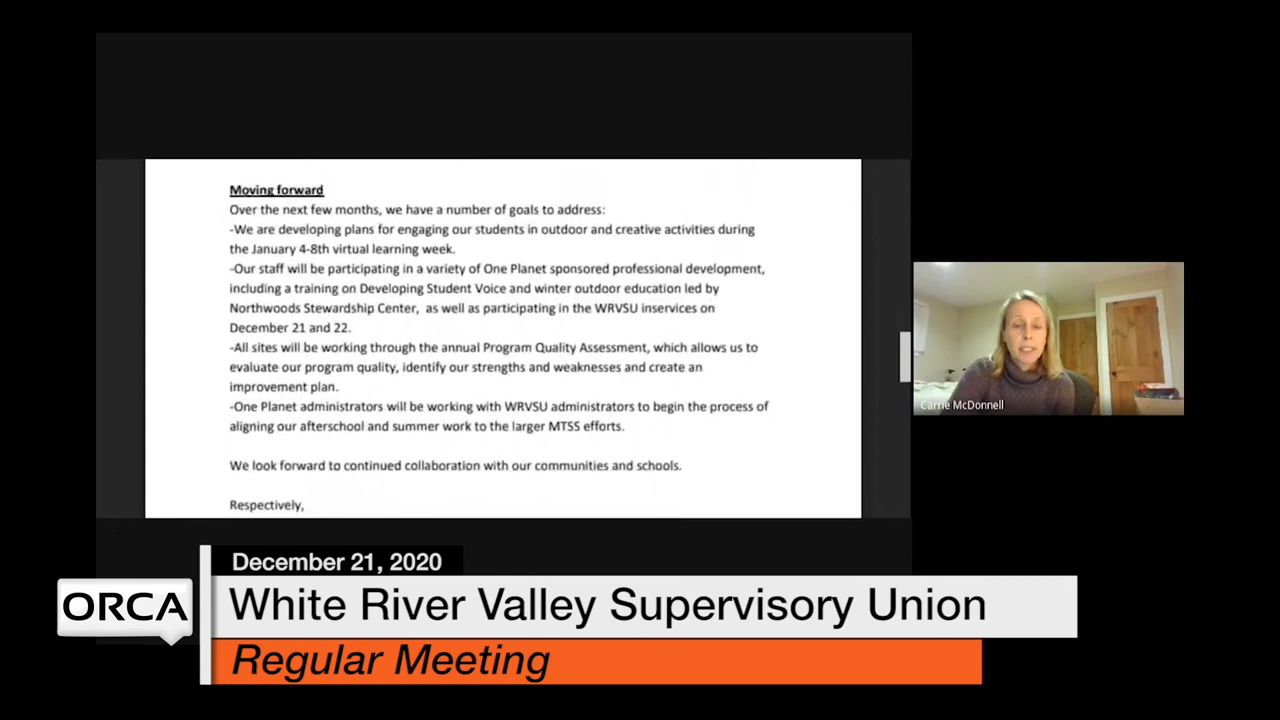 Moving forward
Over the next few months, we have a number of goals to address:
-We are developing plans for engaging our students in outdoor and creative activities during
the January 4-8th virtual learning week.
-Our staff will be participating in a variety of One Planet sponsored professional development,
including a training on Developing Student Voice and winter outdoor education led by
Northwoods Stewardship Center, as well as participating in the WRVSU inservices on
December 21 and 22.
-All sites will be working through the annual Program Quality Assessment, which allows us to
evaluate our program quality, identify our strengths and weaknesses and create an
improvement plan.
-One Planet administrators will be working with WRVSU administrators to begin the process of
aligning our afterschool and summer work to the larger MTSS efforts.
We look forward to continued collaboration with our communities and schools.
Respectively,
Carrie McDonnell
December 21, 2020
ORCA
White River Valley Supervisory Union
Regular Meeting